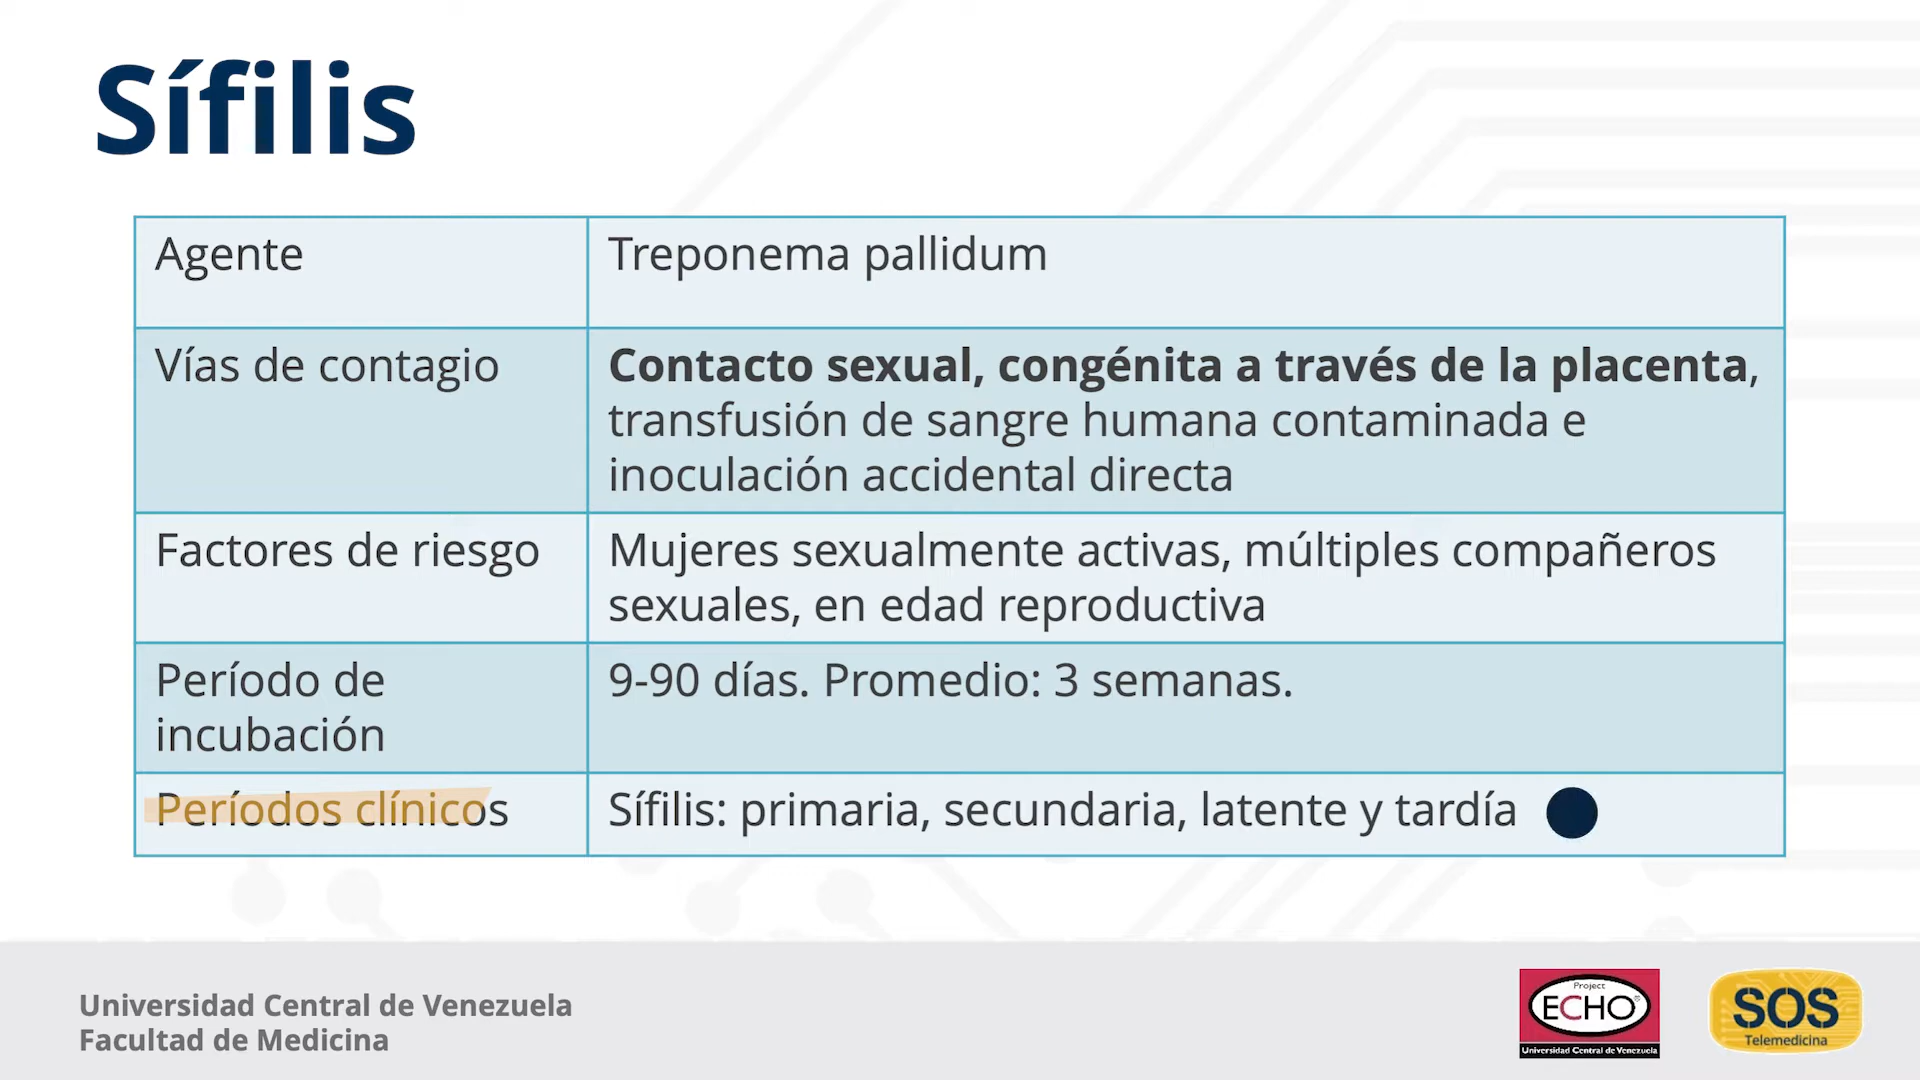 Sífilis
Agente
Treponema pallidum
Vías de contagio
Contacto sexual, congénita a través de la placenta,
transfusión de sangre humana contaminada e
inoculación accidental directa
Factores de riesgo
Mujeres sexualmente activas, múltiples compañeros
sexuales, en edad reproductiva
Período de
incubación
9-90 días. Promedio: 3 semanas.
Períodos clínicos
Sífilis: primaria, secundaria, latente y tardía
Universidad Central de Venezuela
Facultad de Medicina
Project
ECHO®
Universidad Central de Venezuela
SOS
Telemedicina